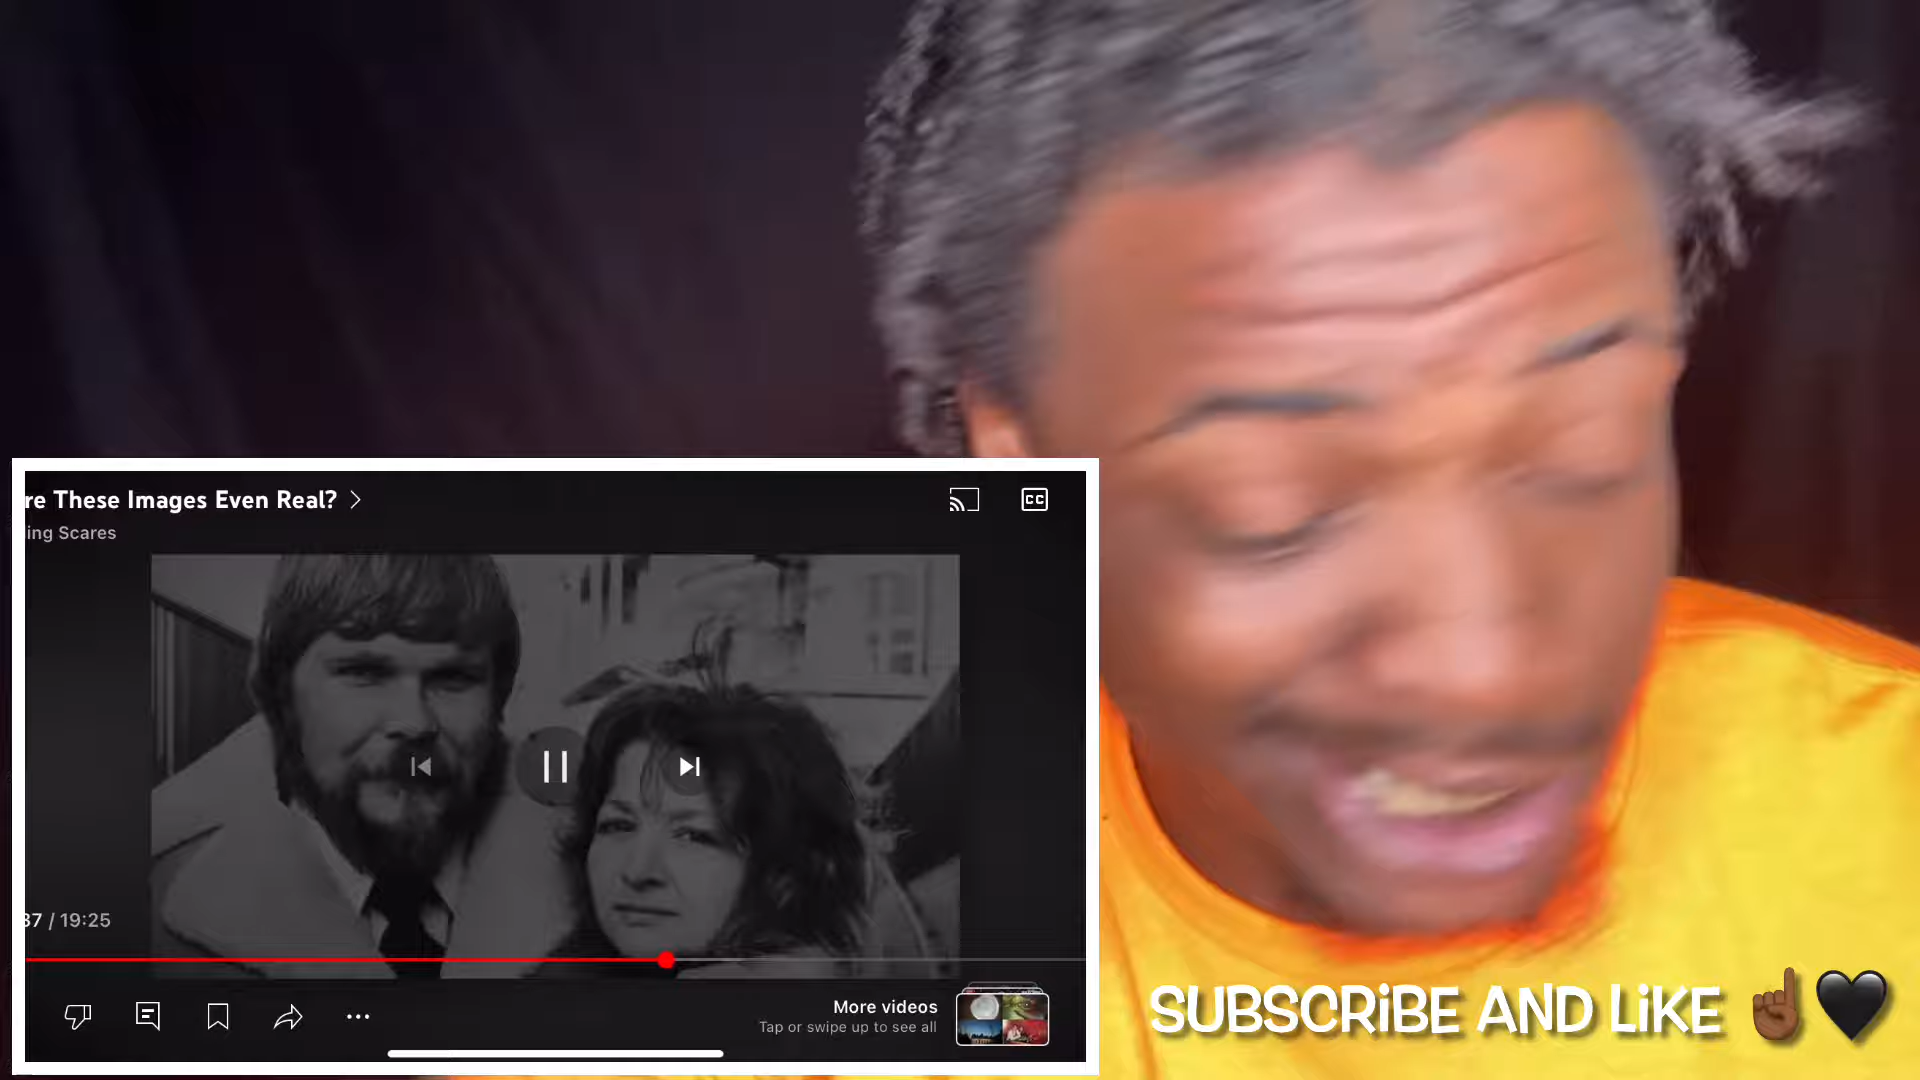 re These Images Even Real?
ing Scares
CC
37 / 19:25
More videos
Tap or swipe up to see all
SUBSCRiBE AND LiKE